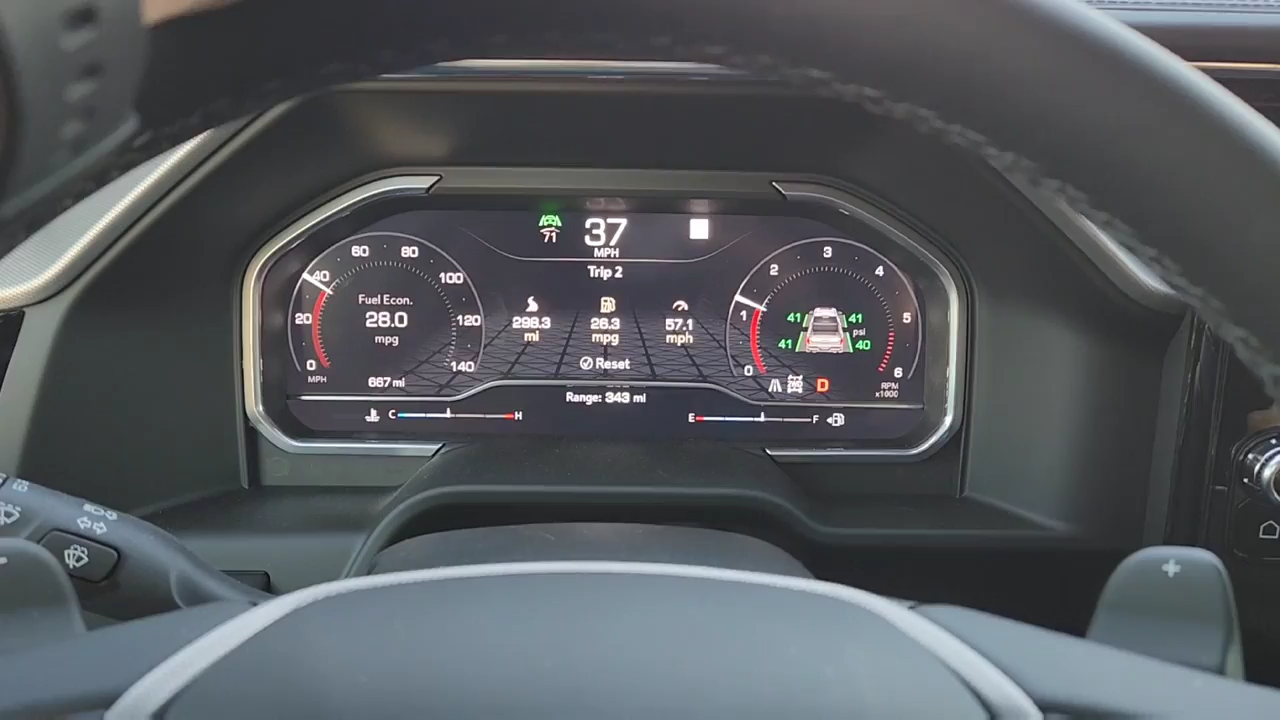 71
37
MPH
Trip 2
298.3
mi
26.3
mpg
57.1
mph
Reset
Range: 343 mi
0
20
40
60
80
100
120
140
MPH
Fuel Econ.
28.0
mpg
667 mi
0
1
2
3
4
5
6
RPM
x1000
41
41
psi
41
40
D
C
H
E
F
+